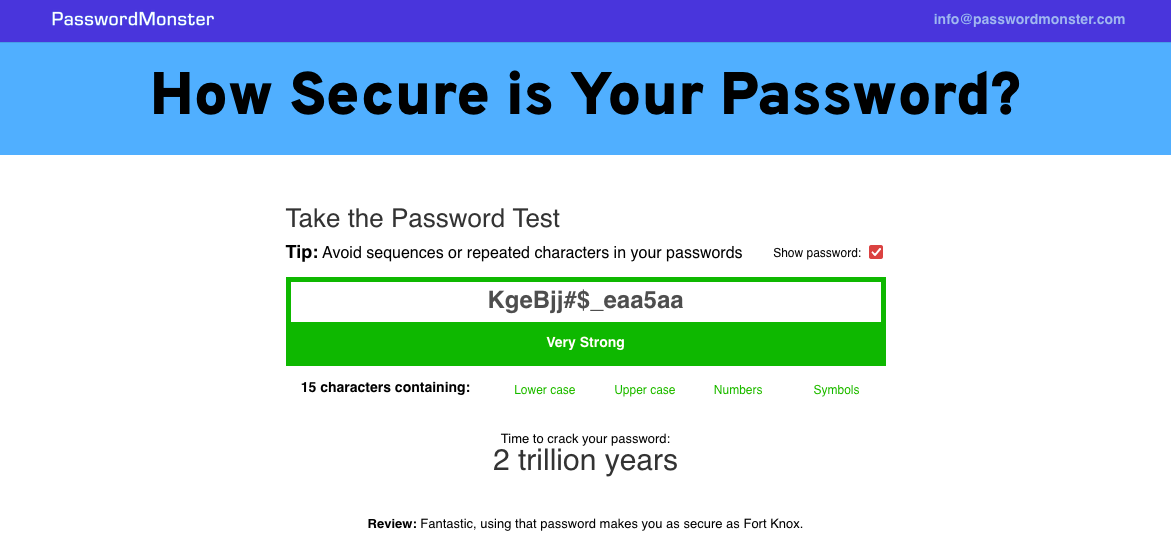 PasswordMonster
info@passwordmonster.com
How Secure is Your Password?
Take the Password Test
Tip: Avoid sequences or repeated characters in your passwords
Show password:
KgeBjj#$_eaa5aa
Very Strong
15 characters containing:
Lower case
Upper case
Numbers
Symbols
Time to crack your password:
2 trillion years
Review: Fantastic, using that password makes you as secure as Fort Knox.